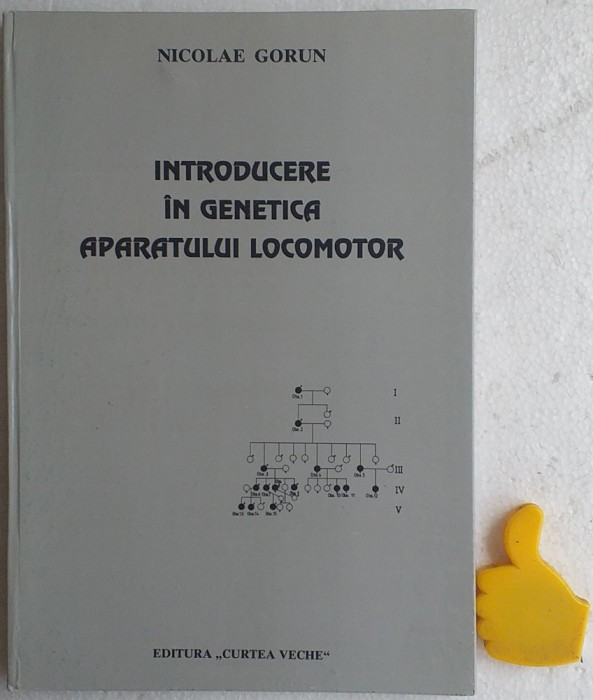 NICOLAE GORUN
INTRODUCERE
ÎN GENETICA
APARATULUI LOCOMOTOR
I
II
III
IV
V
EDITURA „CURTEA VECHE“